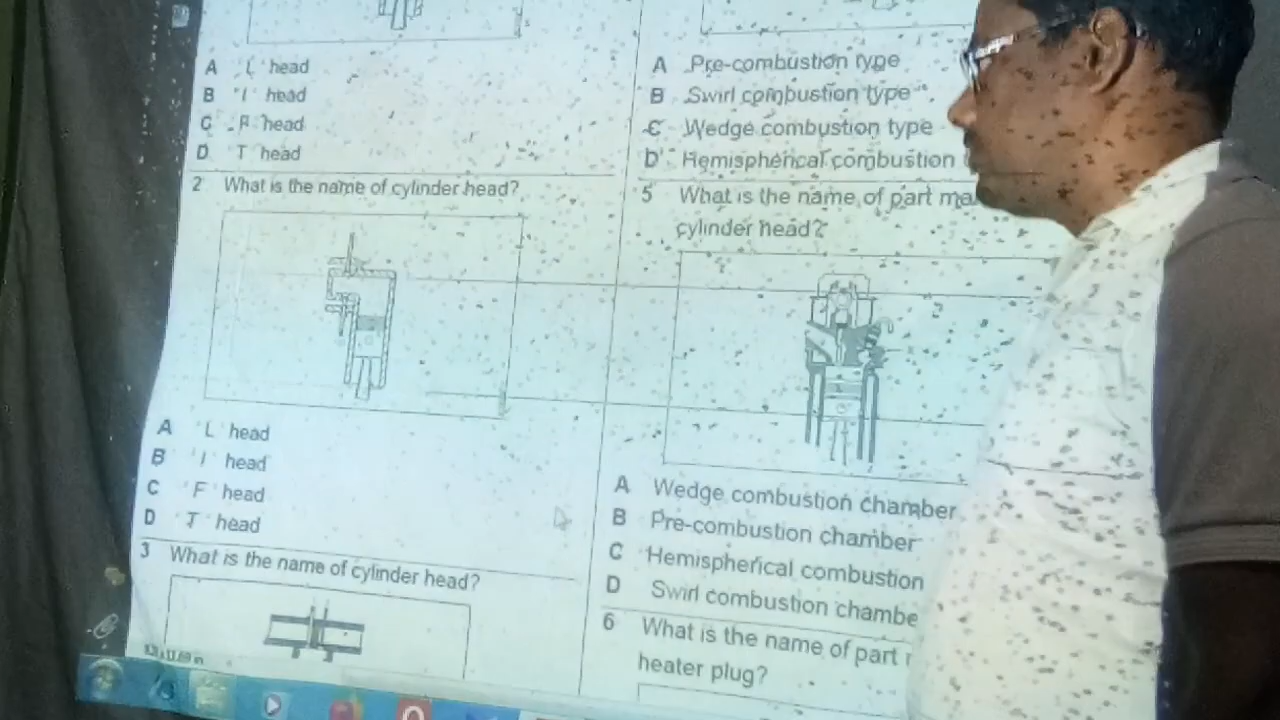 A 'L' head
B 'I' head
C 'F' head
D 'T' head
2 What is the name of cylinder head?
A 'L' head
B 'I' head
C 'F' head
D 'T' head
3 What is the name of cylinder head?
A Pre-combustion type
B Swirl combustion type
C Wedge combustion type
D Hemispherical combustion
5 What is the name of part
cylinder head?
A Wedge combustion chamber
B Pre-combustion chamber
C Hemispherical combustion
D Swirl combustion chambe
6 What is the name of part
heater plug?